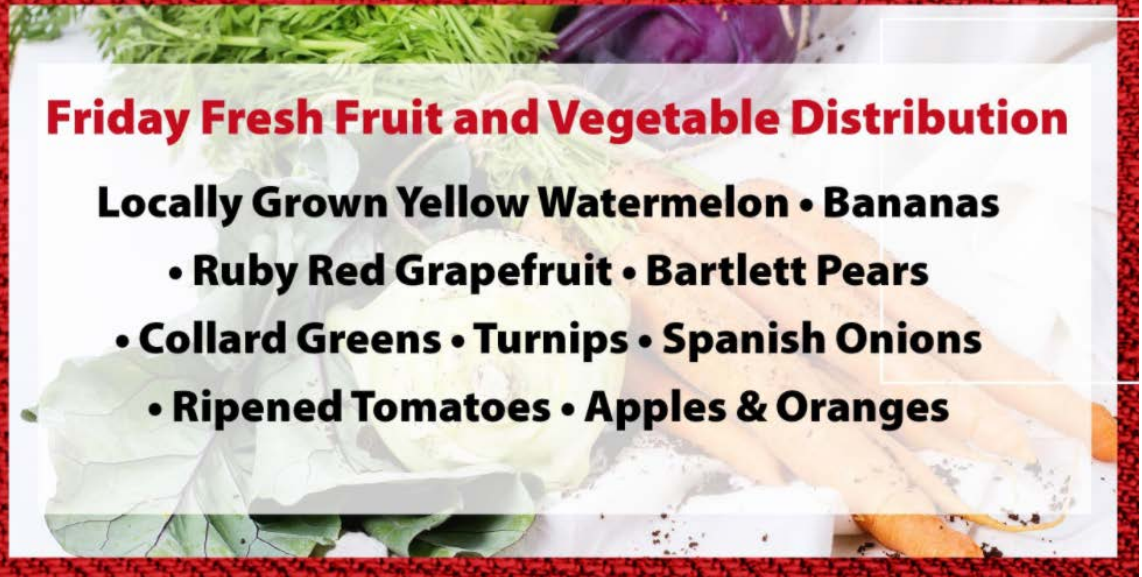 Friday Fresh Fruit and Vegetable Distribution
Locally Grown Yellow Watermelon • Bananas
• Ruby Red Grapefruit • Bartlett Pears
• Collard Greens • Turnips • Spanish Onions
• Ripened Tomatoes • Apples & Oranges